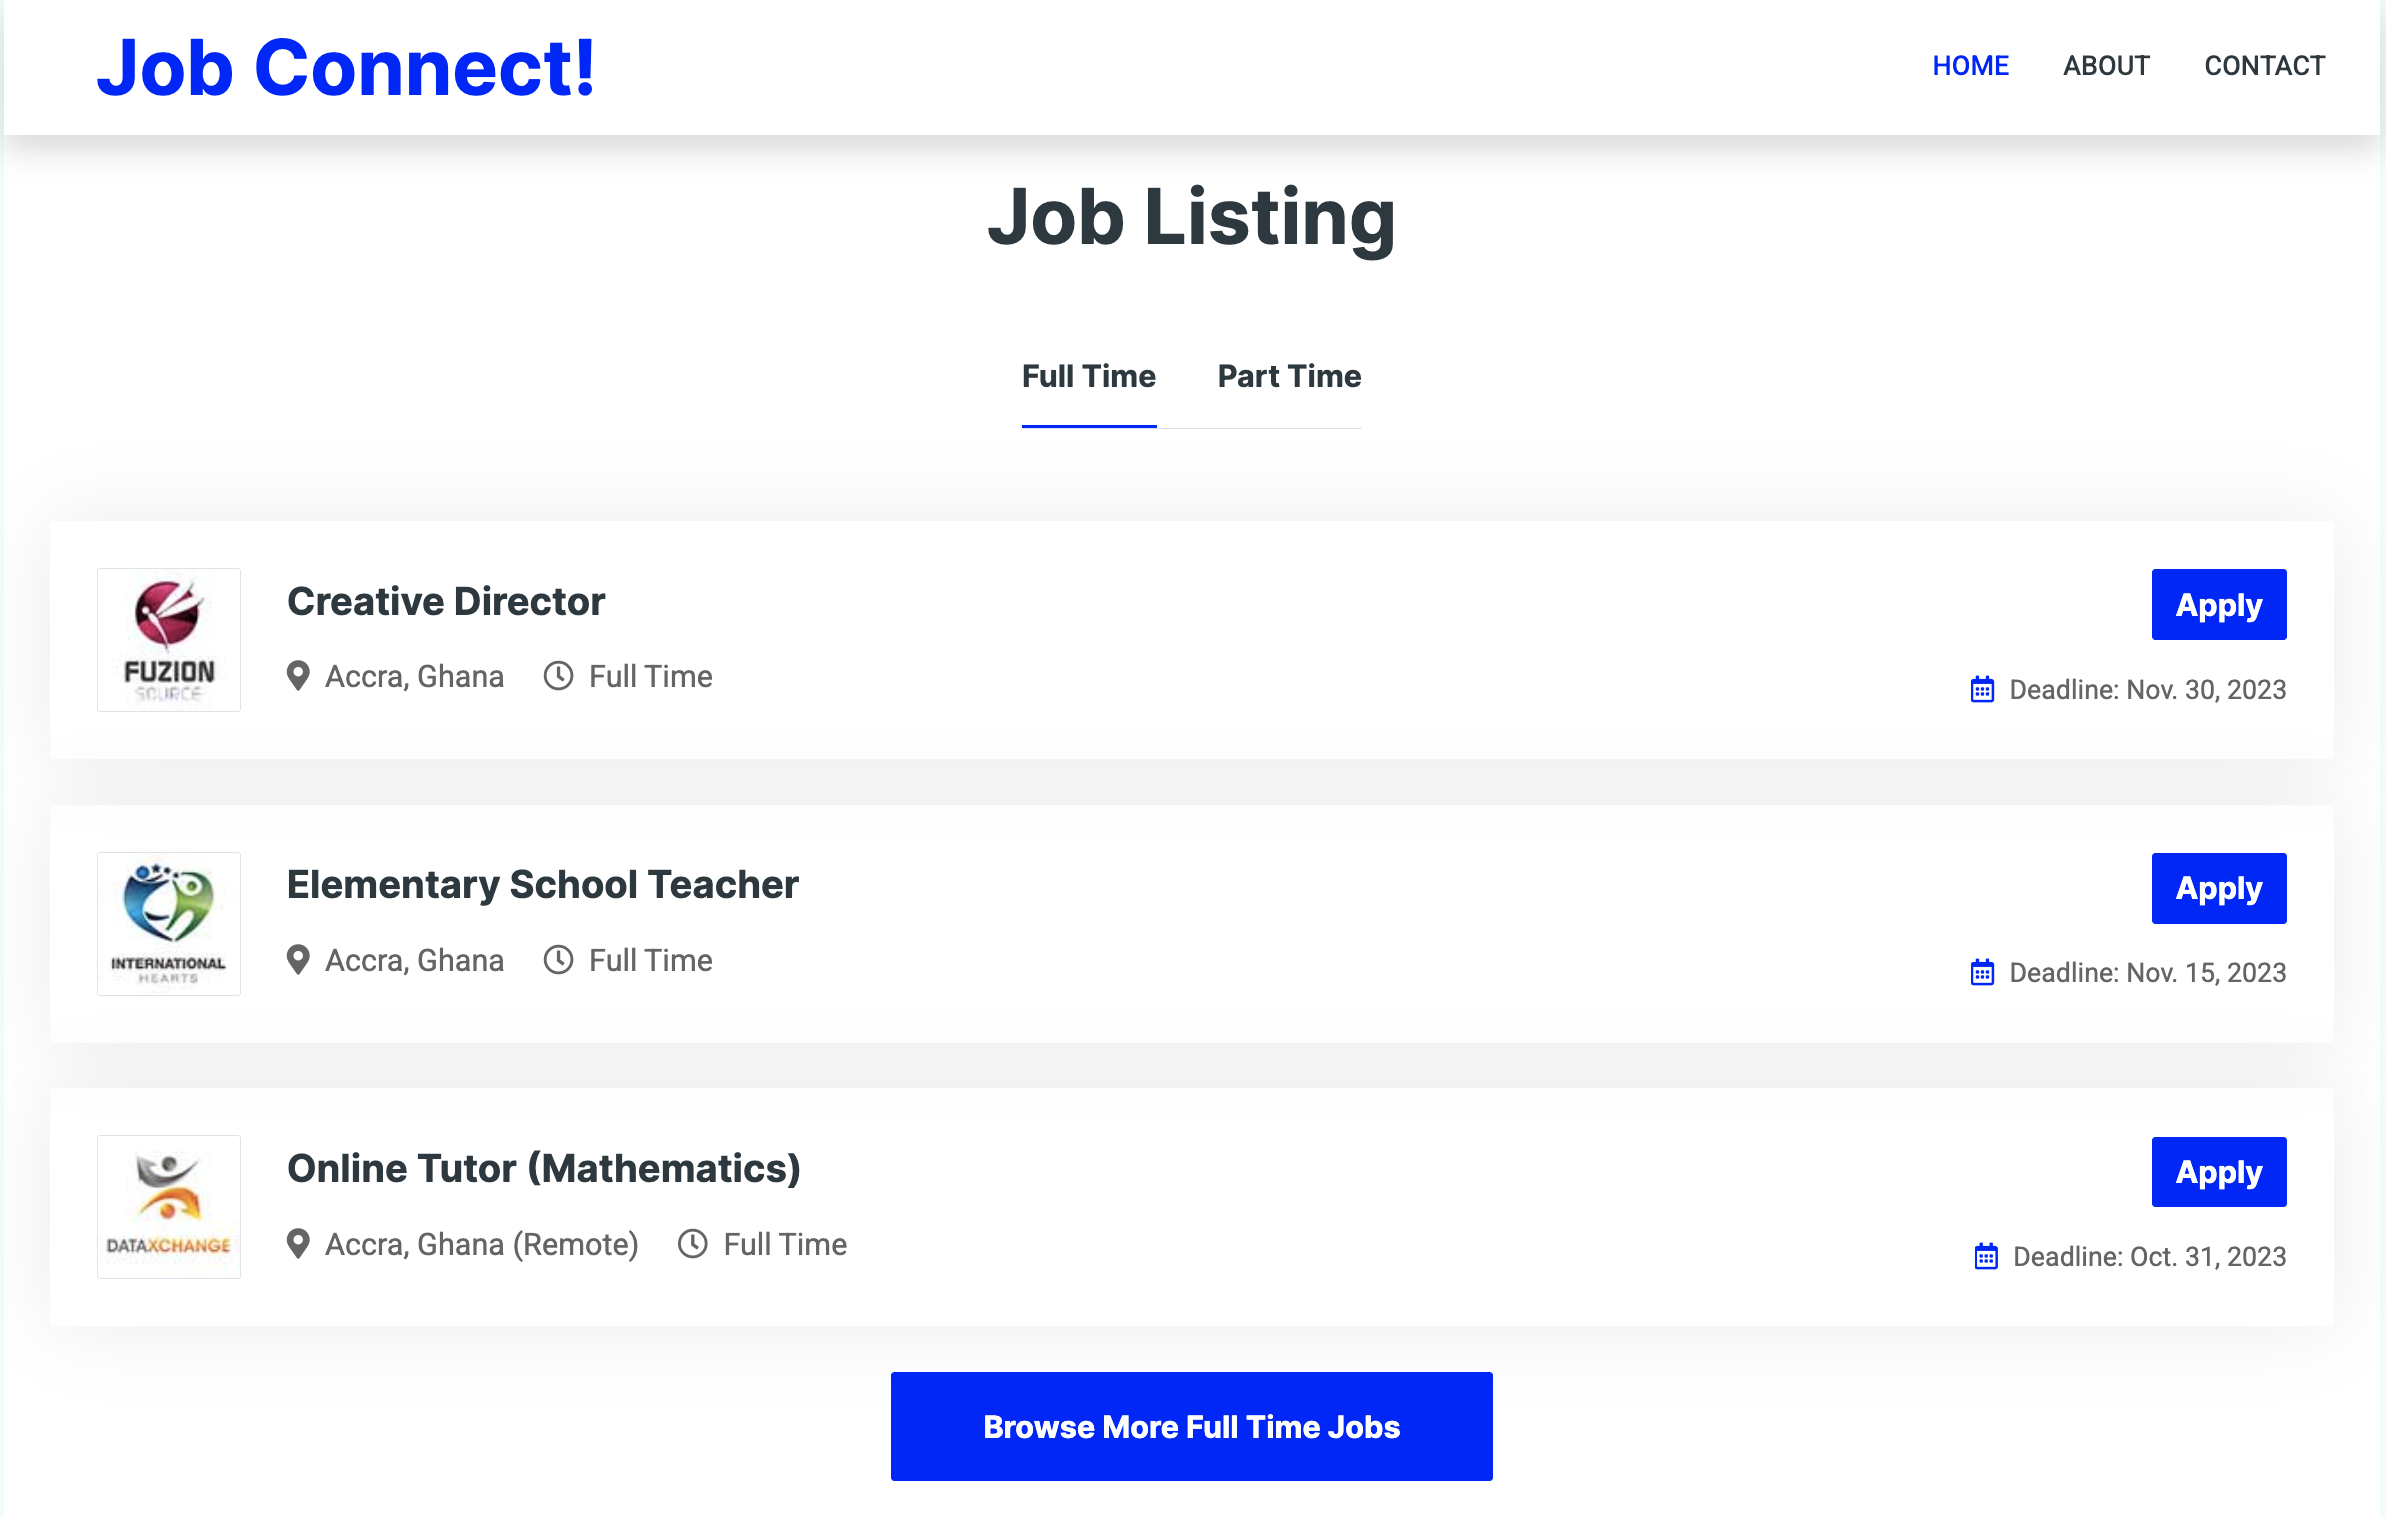 Job Connect!
HOME ABOUT CONTACT
Job Listing
Full Time Part Time
FUZION
SOURCE
Creative Director
Accra, Ghana Full Time
Apply
Deadline: Nov. 30, 2023
INTERNATIONAL
HEARTS
Elementary School Teacher
Accra, Ghana Full Time
Apply
Deadline: Nov. 15, 2023
DATAXCHANGE
Online Tutor (Mathematics)
Accra, Ghana (Remote) Full Time
Apply
Deadline: Oct. 31, 2023
Browse More Full Time Jobs